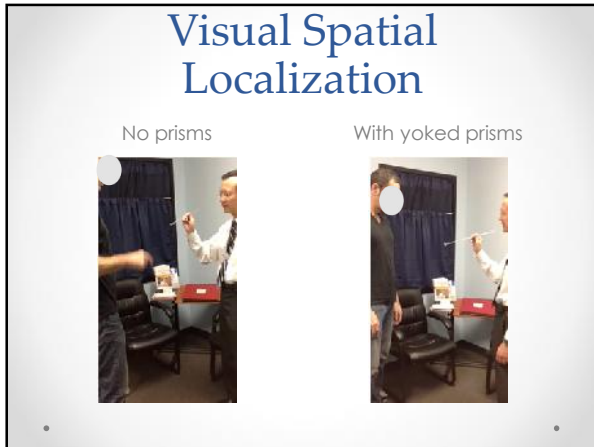 Visual Spatial
Localization
No prisms
With yoked prisms